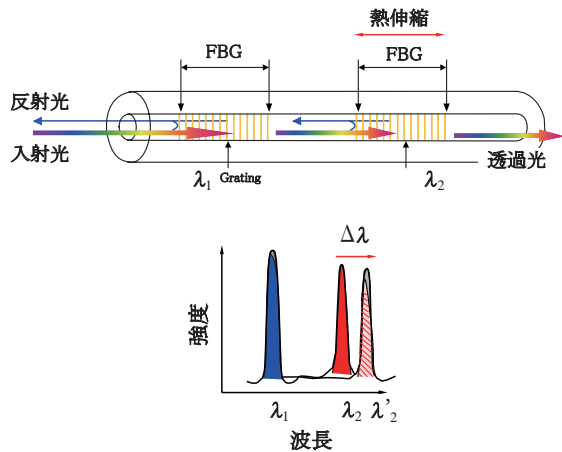 熱伸縮
FBG
FBG
反射光
入射光
透過光
λ1 Grating
λ2
Δλ
強度
λ1
λ2
λ'2
波長